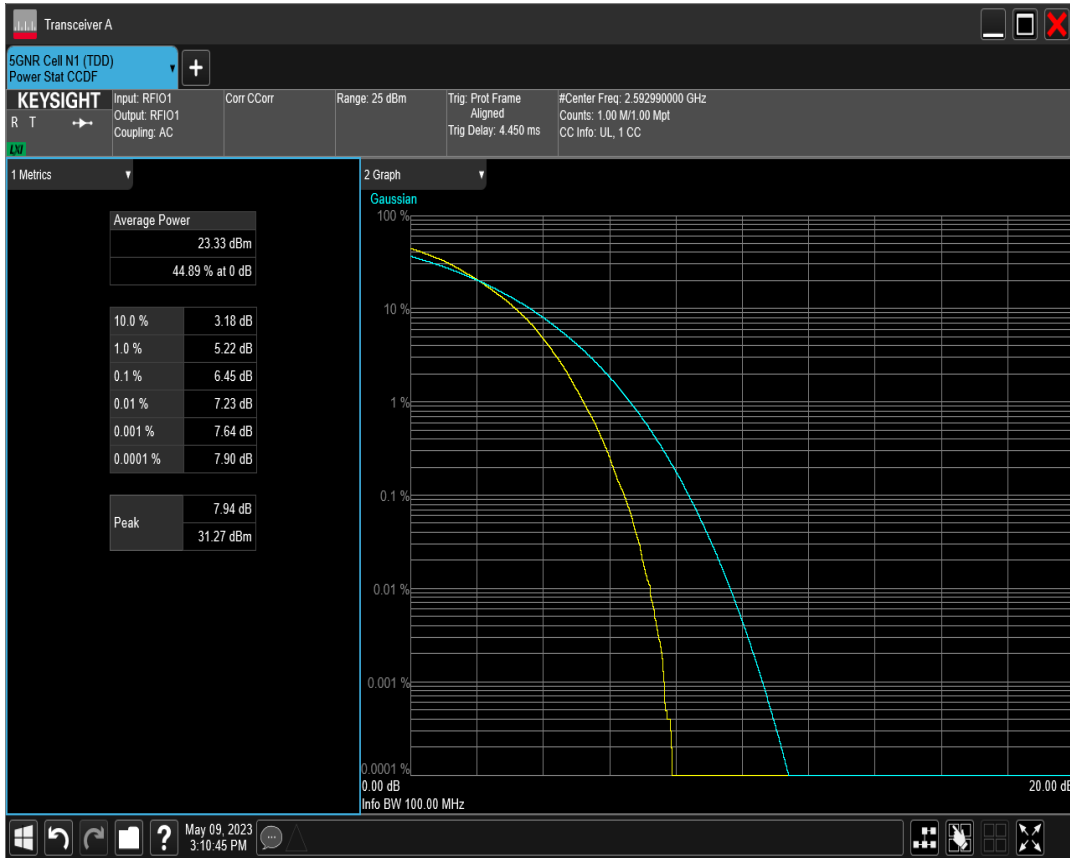 Transceiver A
5GNR Cell N1 (TDD)
Power Stat CCDF
KEYSIGHT
R T
LXI
Input: RFIO1
Output: RFIO1
Coupling: AC
Corr CCorr
Range: 25 dBm
Trig: Prot Frame
Aligned
Trig Delay: 4.450 ms
#Center Freq: 2.592990000 GHz
Counts: 1.00 M/1.00 Mpt
CC Info: UL, 1 CC
1 Metrics
Average Power
23.33 dBm
44.89 % at 0 dB
10.0 % 3.18 dB
1.0 % 5.22 dB
0.1 % 6.45 dB
0.01 % 7.23 dB
0.001 % 7.64 dB
0.0001 % 7.90 dB
Peak 7.94 dB
31.27 dBm
2 Graph
Gaussian
100 %
10 %
1 %
0.1 %
0.01 %
0.001 %
0.0001 %
0.00 dB 20.00 dB
Info BW 100.00 MHz
? May 09, 2023
3:10:45 PM